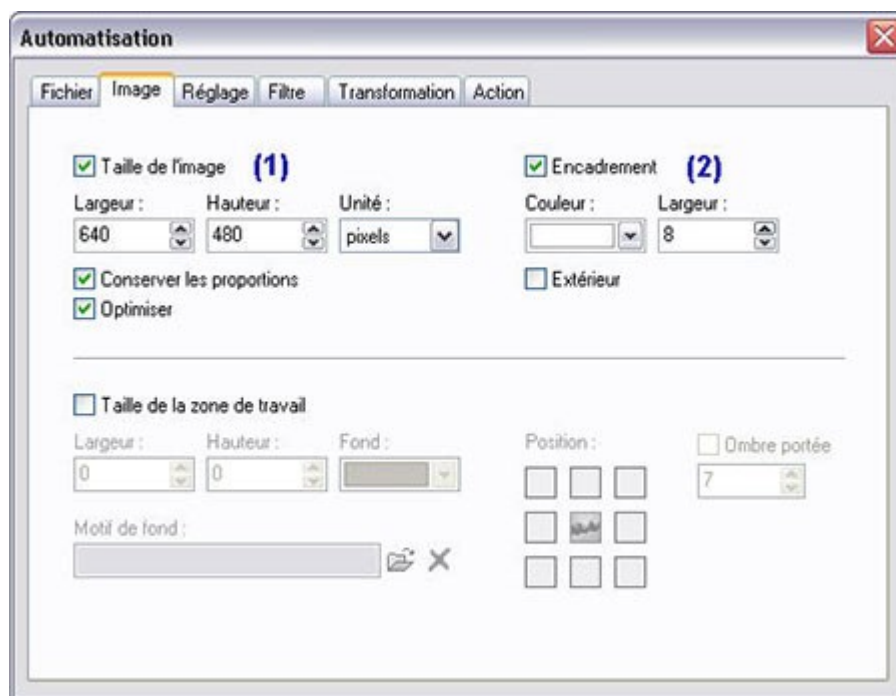 Automatisation
Fichier Image Réglage Filtre Transformation Action
Taille de l'image (1) Encadrement (2)
Largeur : Hauteur : Unité : Couleur : Largeur :
640 480 pixels 8
Conserver les proportions Extérieur
Optimiser
Taille de la zone de travail
Largeur : Hauteur : Fond : Position : Ombre portée
0 0 7
Motif de fond :